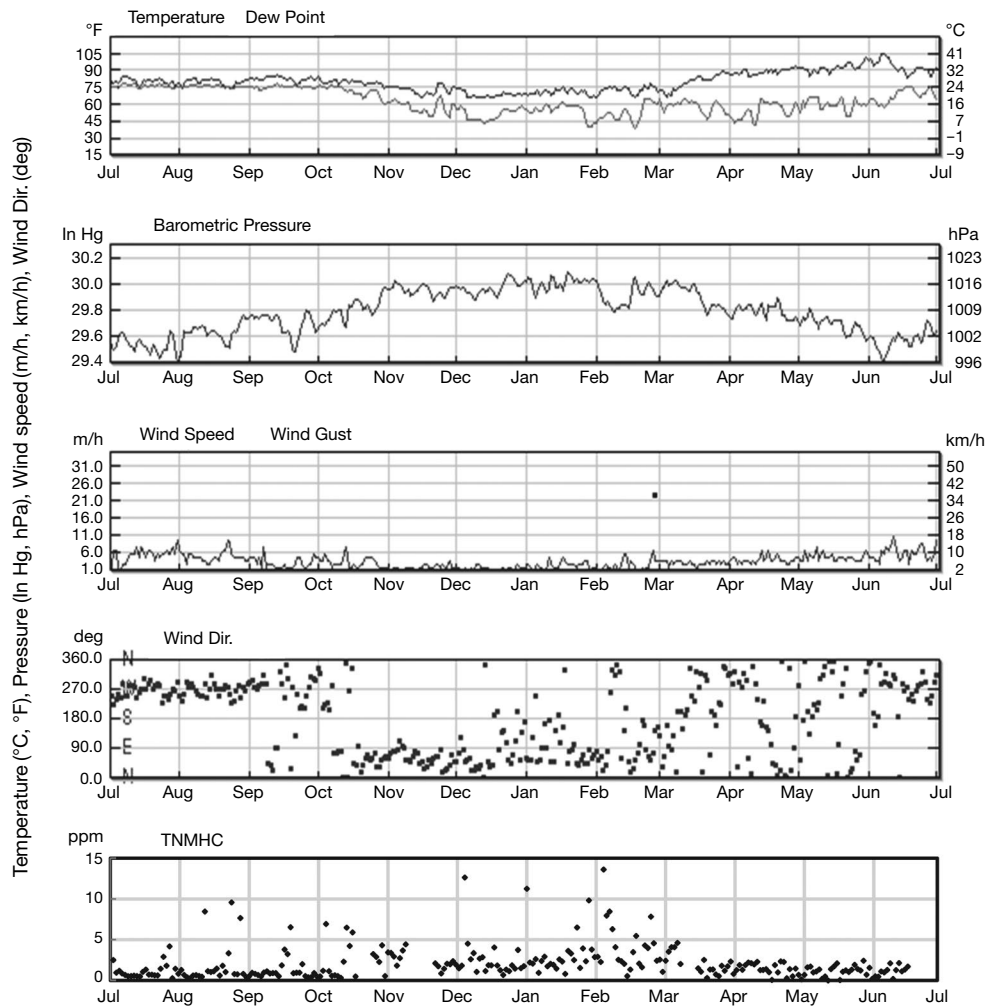 Temperature (°C, °F), Pressure (In Hg, hPa), Wind speed (m/h, km/h), Wind Dir. (deg)
Temperature Dew Point
°F °C
105 41
90 32
75 24
60 16
45 7
30 −1
15 −9
Jul Aug Sep Oct Nov Dec Jan Feb Mar Apr May Jun Jul
Barometric Pressure
In Hg hPa
30.2 1023
30.0 1016
29.8 1009
29.6 1002
29.4 996
Jul Aug Sep Oct Nov Dec Jan Feb Mar Apr May Jun Jul
Wind Speed Wind Gust
m/h km/h
31.0 50
26.0 42
21.0 34
16.0 26
11.0 18
6.0 10
1.0 2
Jul Aug Sep Oct Nov Dec Jan Feb Mar Apr May Jun Jul
deg Wind Dir.
360.0 N
270.0 W
180.0 S
90.0 E
0.0 N
Jul Aug Sep Oct Nov Dec Jan Feb Mar Apr May Jun Jul
ppm TNMHC
15
10
5
0
Jul Aug Sep Oct Nov Dec Jan Feb Mar Apr May Jun Jul